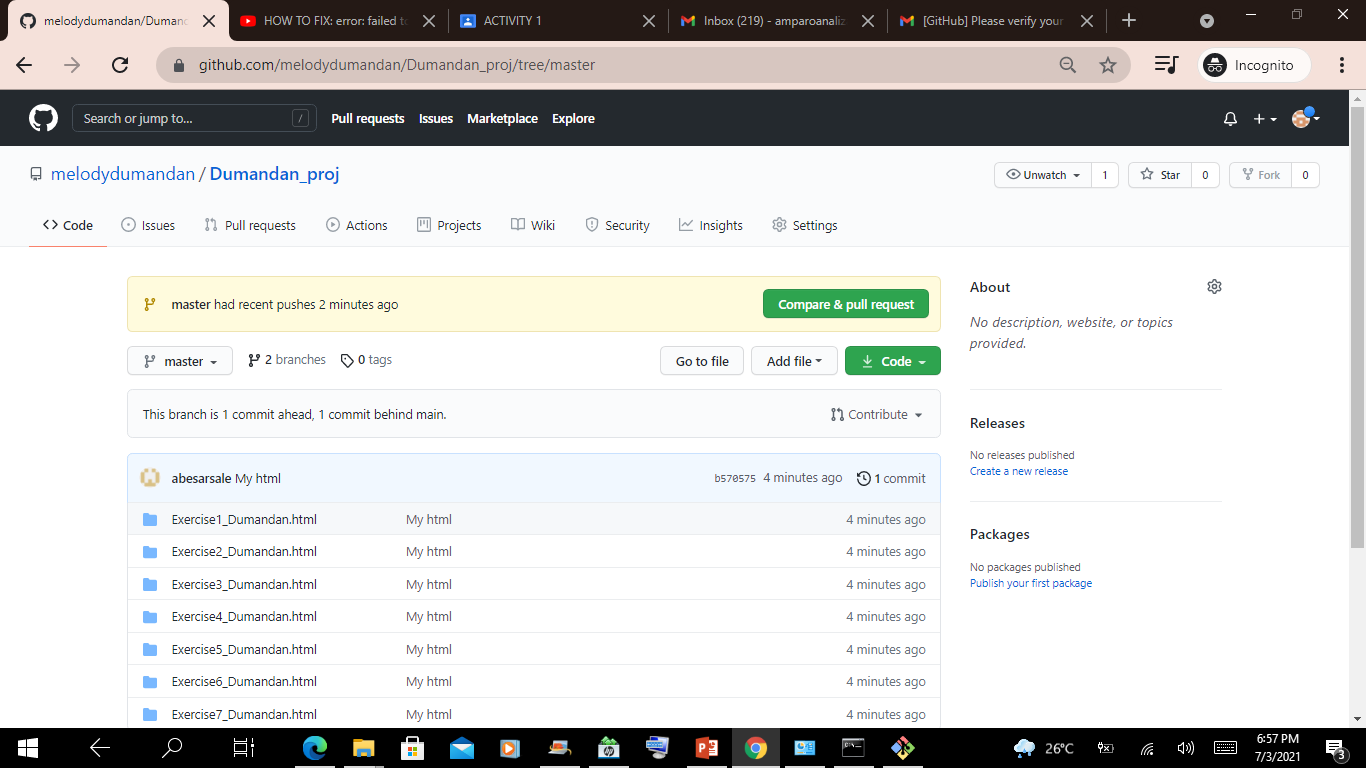 melodydumandan/Dumand
HOW TO FIX: error: failed to
ACTIVITY 1
Inbox (219) - amparoanaliz
[GitHub] Please verify your
github.com/melodydumandan/Dumandan_proj/tree/master
Incognito
Search or jump to...
/
Pull requests
Issues
Marketplace
Explore
melodydumandan / Dumandan_proj
Unwatch 1
Star 0
Fork 0
Code
Issues
Pull requests
Actions
Projects
Wiki
Security
Insights
Settings
master had recent pushes 2 minutes ago
Compare & pull request
master
2 branches
0 tags
Go to file
Add file
Code
This branch is 1 commit ahead, 1 commit behind main.
Contribute
abesarsale My html
b570575 4 minutes ago
1 commit
Exercise1_Dumandan.html My html 4 minutes ago
Exercise2_Dumandan.html My html 4 minutes ago
Exercise3_Dumandan.html My html 4 minutes ago
Exercise4_Dumandan.html My html 4 minutes ago
Exercise5_Dumandan.html My html 4 minutes ago
Exercise6_Dumandan.html My html 4 minutes ago
Exercise7_Dumandan.html My html 4 minutes ago
About
No description, website, or topics
provided.
Releases
No releases published
Create a new release
Packages
No packages published
Publish your first package
26°C
6:57 PM
7/3/2021
3